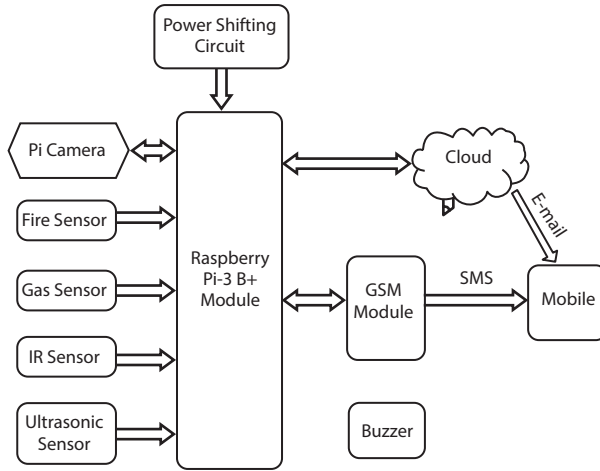 Power Shifting
Circuit
Pi Camera
Fire Sensor
Gas Sensor
IR Sensor
Ultrasonic
Sensor
Raspberry
Pi-3 B+
Module
Cloud
E-mail
GSM
Module
SMS
Mobile
Buzzer